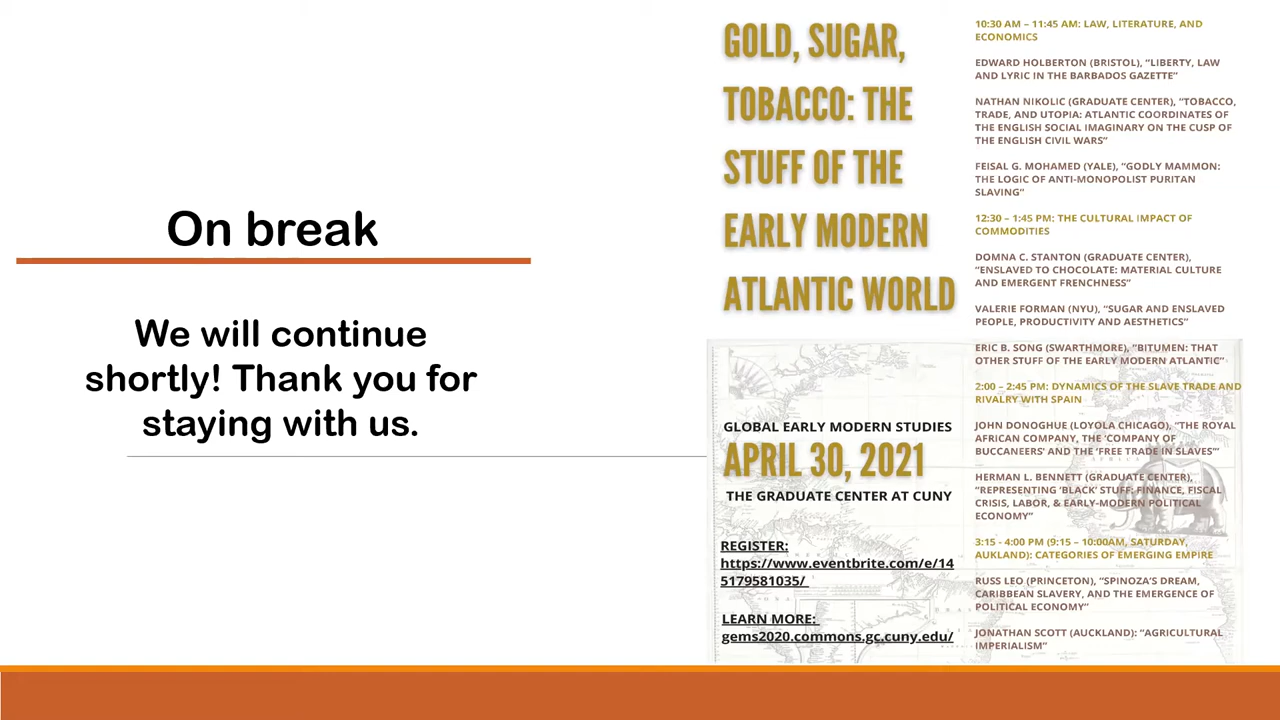 On break
We will continue
shortly! Thank you for
staying with us.
GOLD, SUGAR,
TOBACCO: THE
STUFF OF THE
EARLY MODERN
ATLANTIC WORLD
GLOBAL EARLY MODERN STUDIES
APRIL 30, 2021
THE GRADUATE CENTER AT CUNY
REGISTER:
https://www.eventbrite.com/e/14
5179581035/
LEARN MORE:
gems2020.commons.gc.cuny.edu/
10:30 AM – 11:45 AM: LAW, LITERATURE, AND
ECONOMICS
EDWARD HOLBERTON (BRISTOL), “LIBERTY, LAW
AND LYRIC IN THE BARBADOS GAZETTE”
NATHAN NIKOLIC (GRADUATE CENTER), “TOBACCO,
TRADE, AND UTOPIA: ATLANTIC COORDINATES OF
THE ENGLISH SOCIAL IMAGINARY ON THE CUSP OF
THE ENGLISH CIVIL WARS”
FEISAL G. MOHAMED (YALE), “GODLY MAMMON:
THE LOGIC OF ANTI-MONOPOLIST PURITAN
SLAVING”
12:30 – 1:45 PM: THE CULTURAL IMPACT OF
COMMODITIES
DOMNA C. STANTON (GRADUATE CENTER),
“ENSLAVED TO CHOCOLATE: MATERIAL CULTURE
AND EMERGENT FRENCHNESS”
VALERIE FORMAN (NYU), “SUGAR AND ENSLAVED
PEOPLE, PRODUCTIVITY AND AESTHETICS”
ERIC B. SONG (SWARTHMORE), “BITUMEN: THAT
OTHER STUFF OF THE EARLY MODERN ATLANTIC”
2:00 – 2:45 PM: DYNAMICS OF THE SLAVE TRADE AND
RIVALRY WITH SPAIN
JOHN DONOGHUE (LOYOLA CHICAGO), “THE ROYAL
AFRICAN COMPANY, THE ‘COMPANY OF
BUCCANEERS’ AND THE ‘FREE TRADE IN SLAVES’”
HERMAN L. BENNETT (GRADUATE CENTER),
“REPRESENTING ‘BLACK’ STUFF: FINANCE, FISCAL
CRISIS, LABOR, & EARLY-MODERN POLITICAL
ECONOMY”
3:15 - 4:00 PM (9:15 – 10:00AM, SATURDAY,
AUKLAND): CATEGORIES OF EMERGING EMPIRE
RUSS LEO (PRINCETON), “SPINOZA’S DREAM,
CARIBBEAN SLAVERY, AND THE EMERGENCE OF
POLITICAL ECONOMY”
JONATHAN SCOTT (AUCKLAND): “AGRICULTURAL
IMPERIALISM”